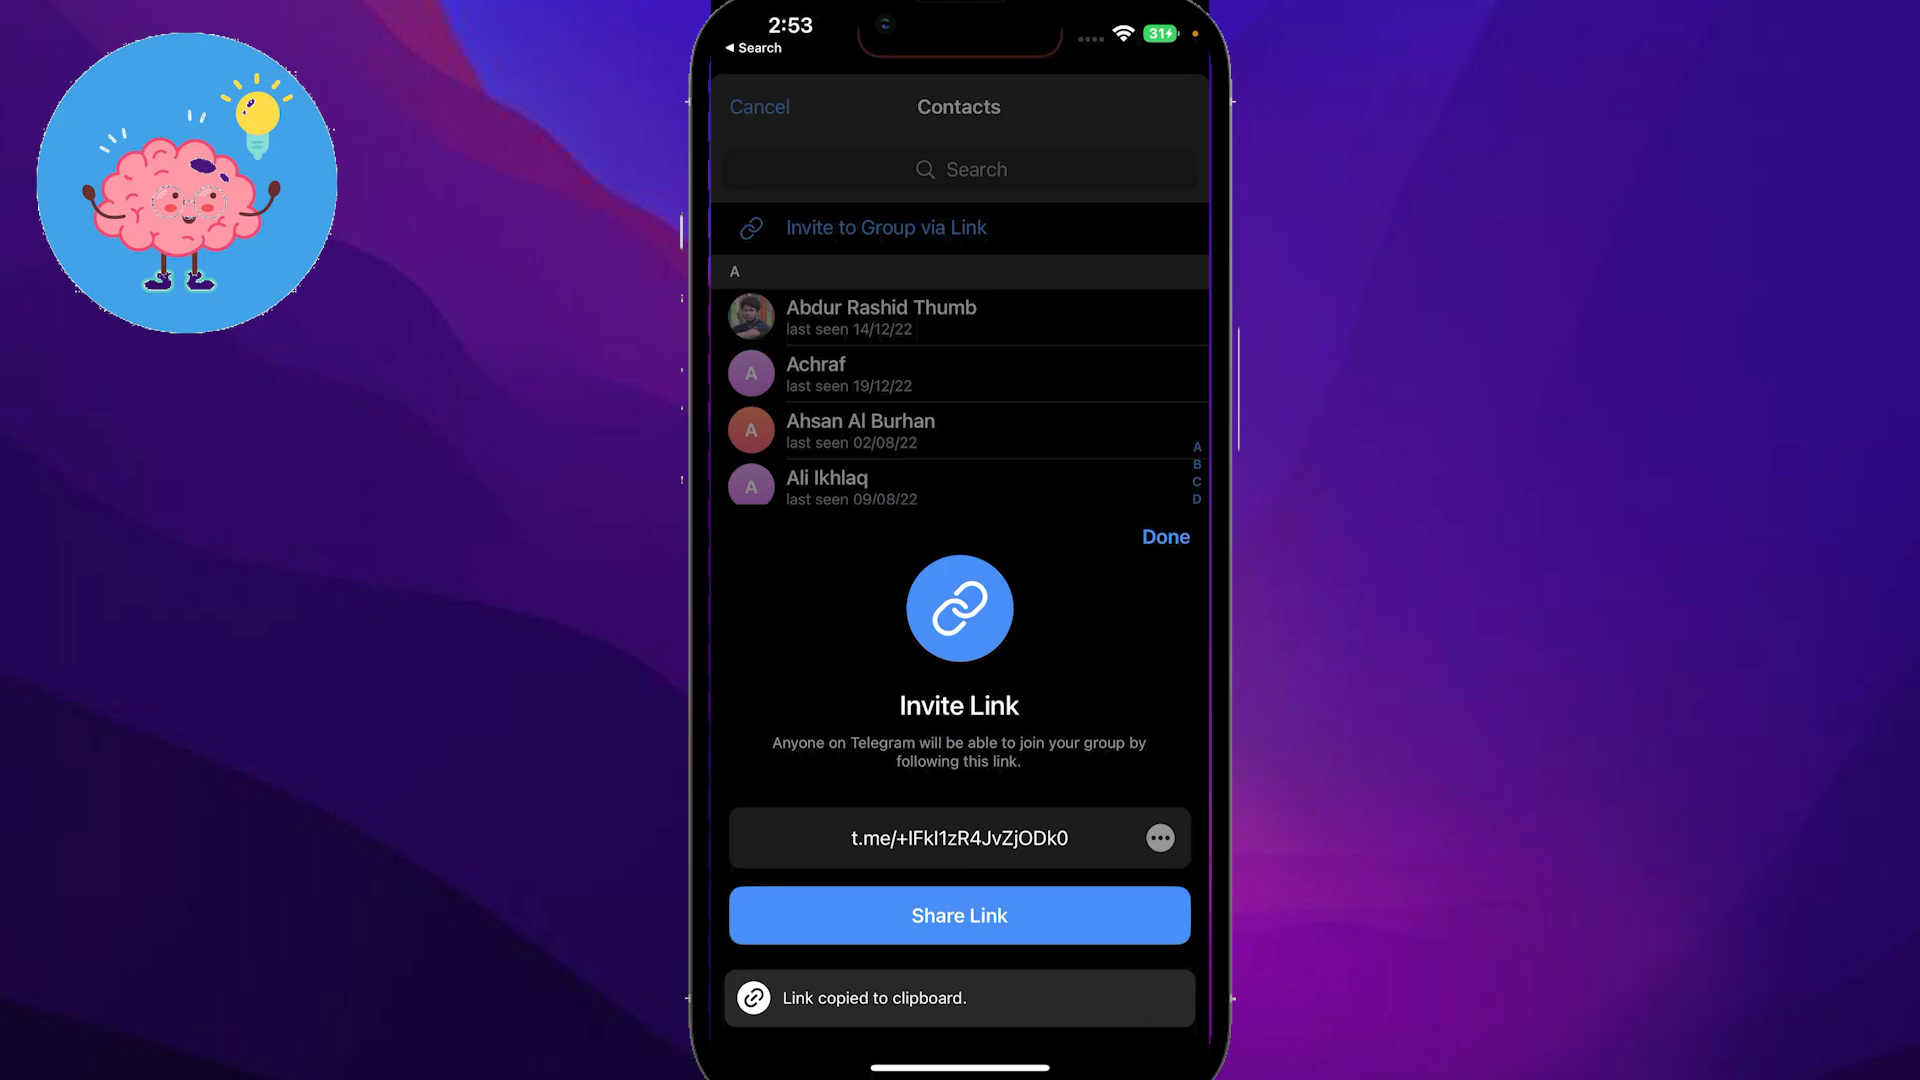 2:53
31
◀ Search
Cancel
Contacts
Search
Invite to Group via Link
A
Abdur Rashid Thumb
last seen 14/12/22
A
Achraf
last seen 19/12/22
A
Ahsan Al Burhan
last seen 02/08/22
A
Ali Ikhlaq
last seen 09/08/22
A
B
C
D
Done
Invite Link
Anyone on Telegram will be able to join your group by
following this link.
t.me/+IFkI1zR4JvZjODk0
Share Link
Link copied to clipboard.